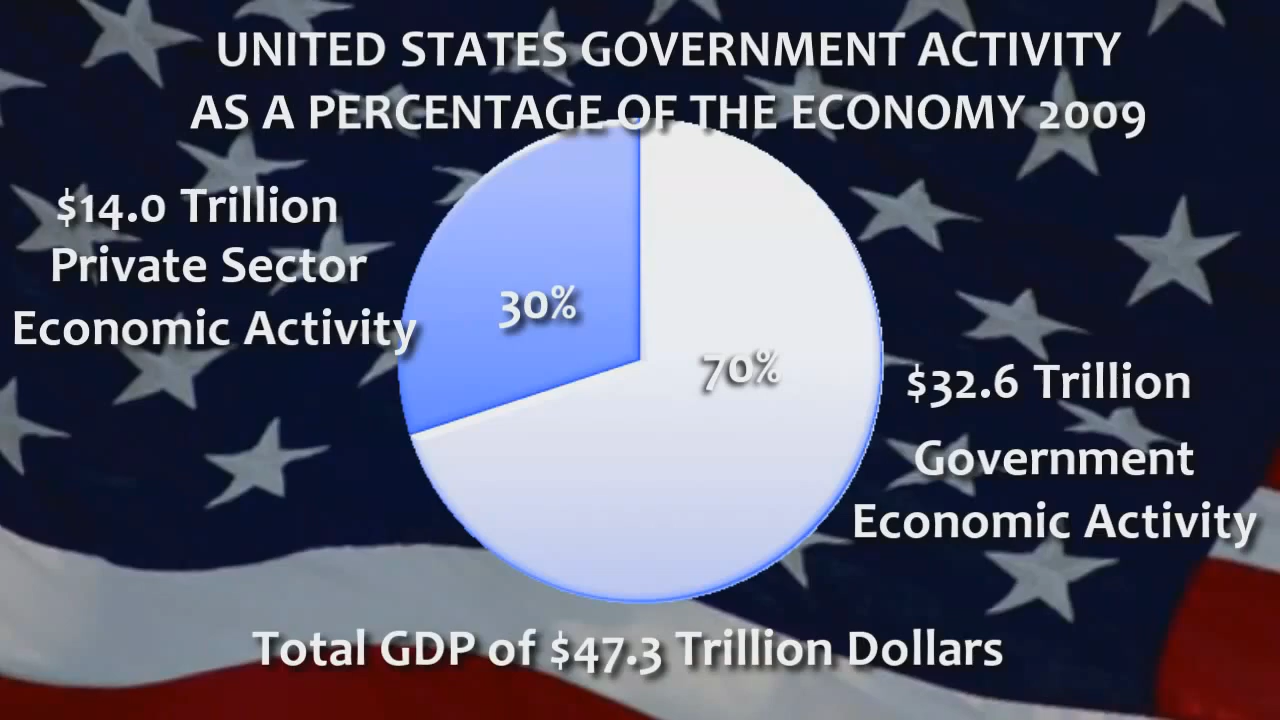 UNITED STATES GOVERNMENT ACTIVITY
AS A PERCENTAGE OF THE ECONOMY 2009
$14.0 Trillion
Private Sector
Economic Activity
30%
70%
$32.6 Trillion
Government
Economic Activity
Total GDP of $47.3 Trillion Dollars